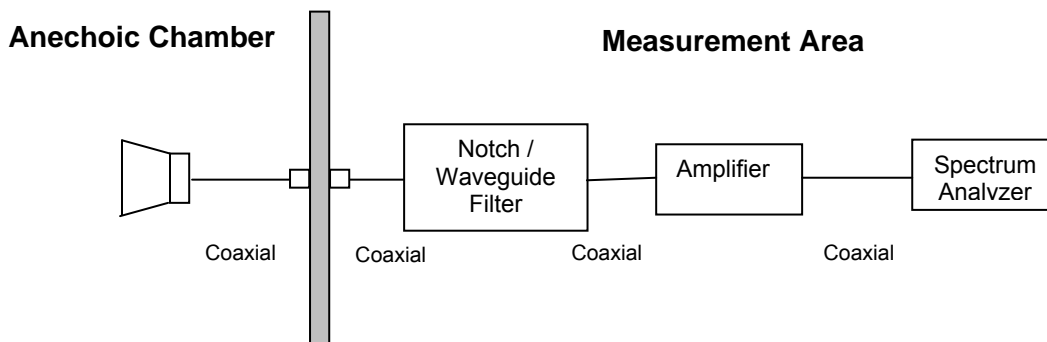 Anechoic Chamber
Measurement Area
Notch /
Waveguide
Filter
Amplifier
Spectrum
Analvzer
Coaxial
Coaxial
Coaxial
Coaxial